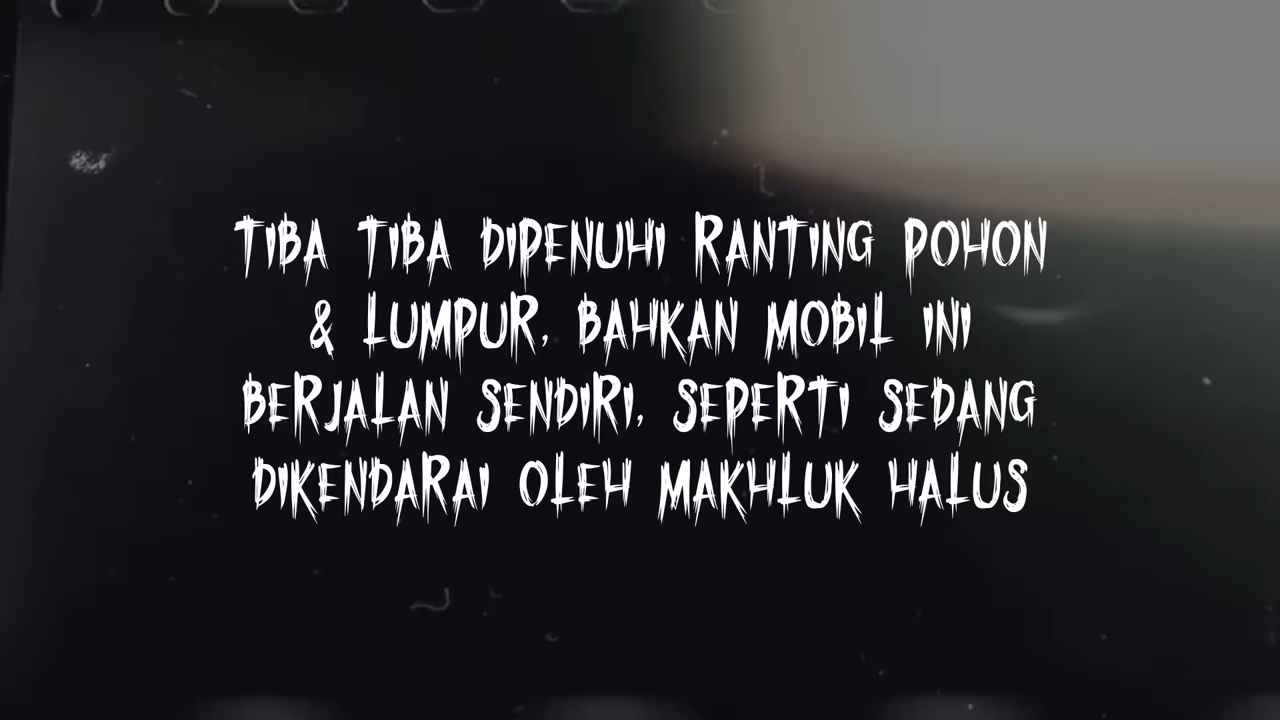 TIBA TIBA DIPENUHI RANTING POHON
& LUMPUR, BAHKAN MOBIL INI
BERJALAN SENDIRI, SEPERTI SEDANG
DIKENDARAI OLEH MAKHLUK HALUS